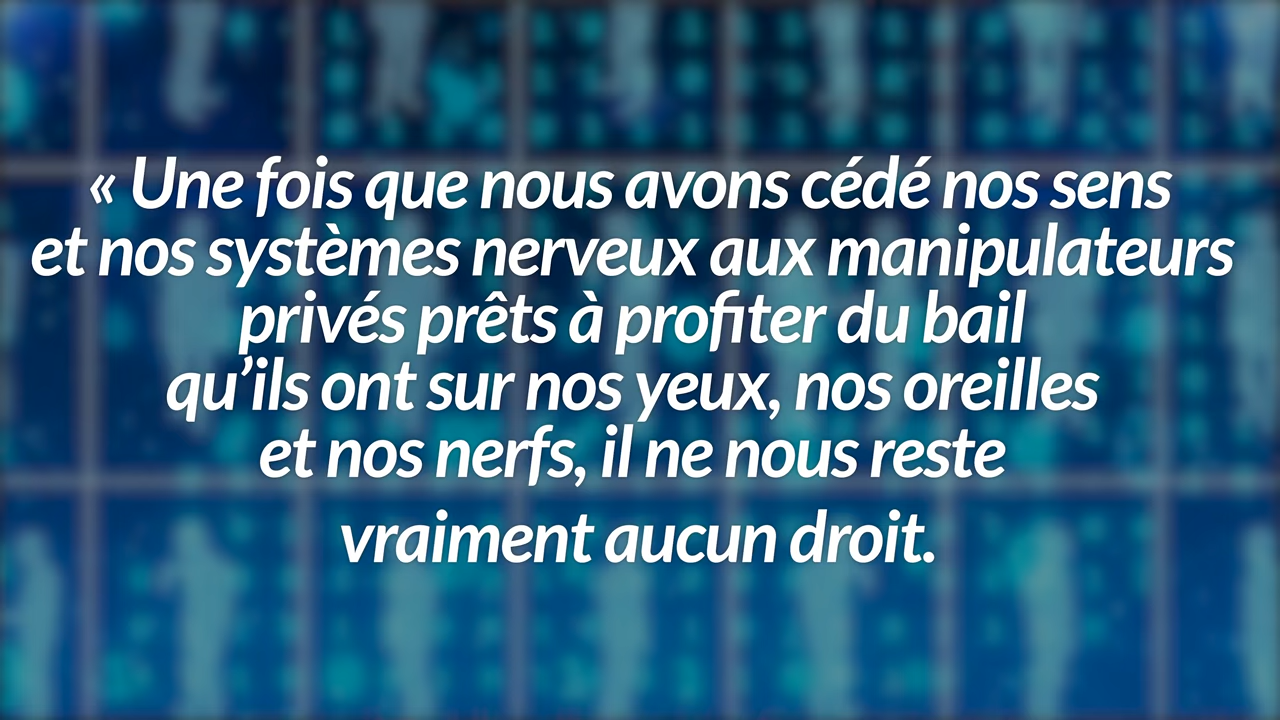 « Une fois que nous avons cédé nos sens
et nos systèmes nerveux aux manipulateurs
privés prêts à profiter du bail
qu’ils ont sur nos yeux, nos oreilles
et nos nerfs, il ne nous reste
vraiment aucun droit.